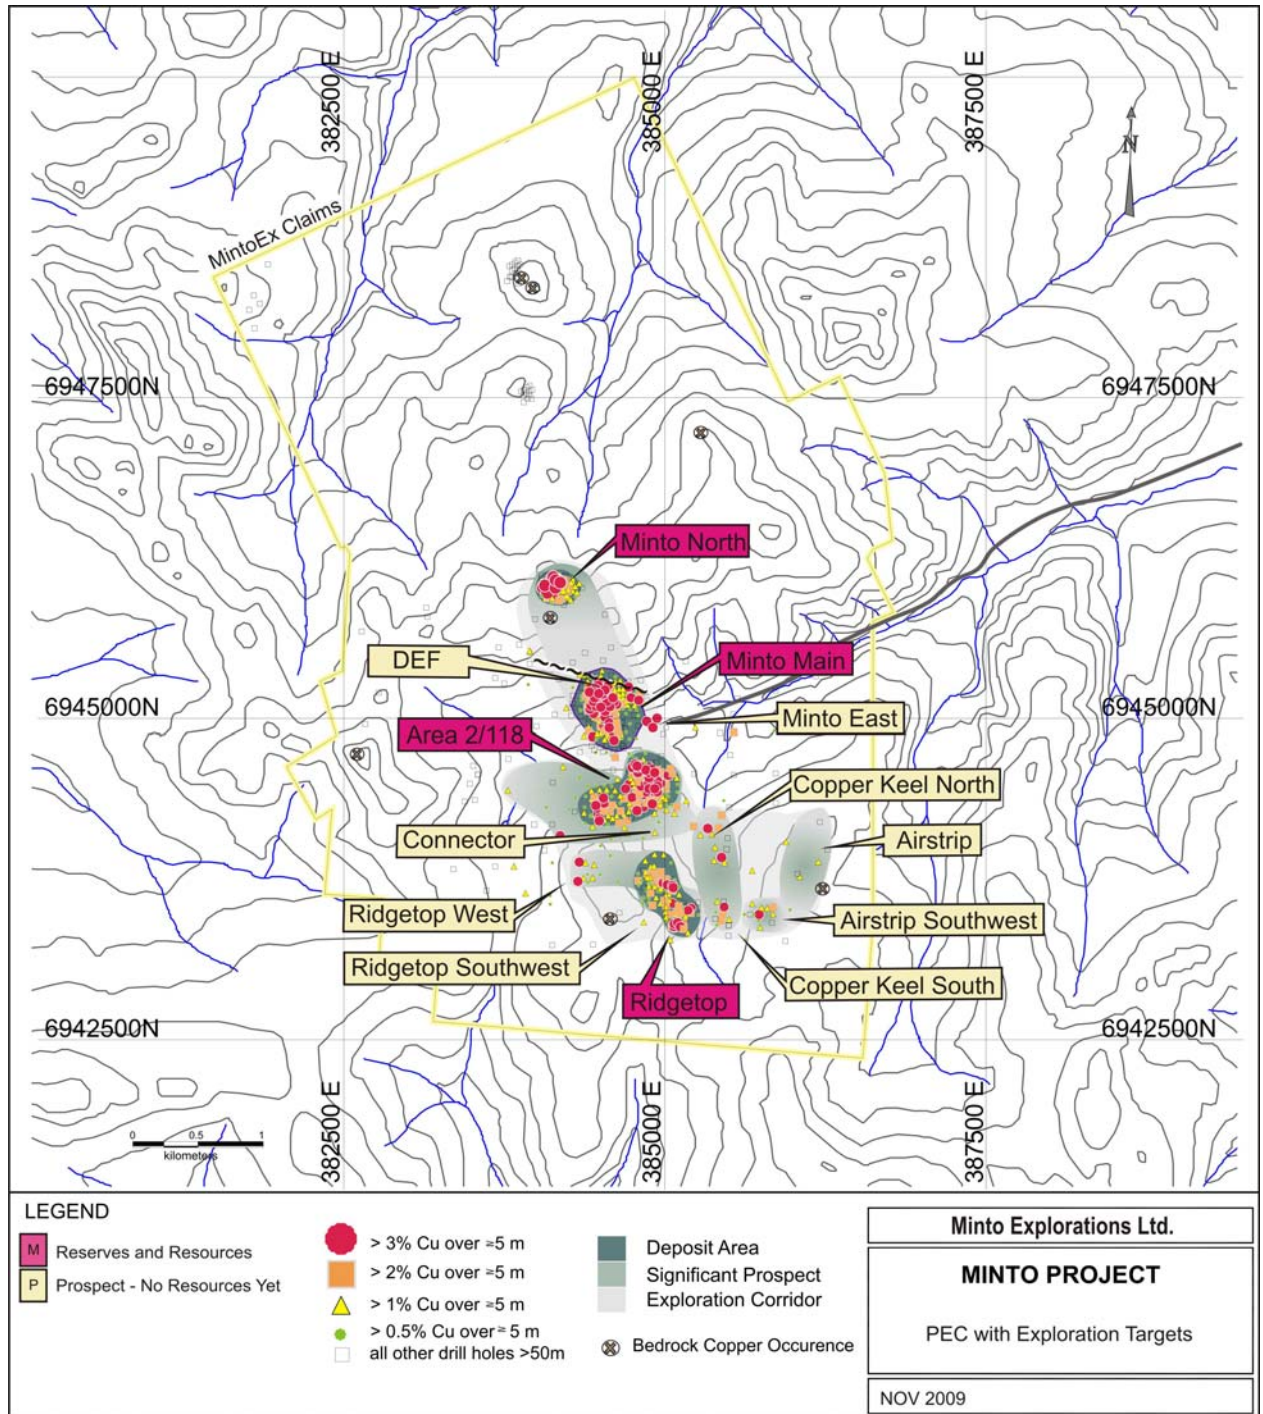 382500 E
385000 E
387500 E
N
MintoEx Claims
6947500N
6947500N
Minto North
DEF
Minto Main
6945000N
6945000N
Minto East
Area 2/118
Copper Keel North
Connector
Airstrip
Ridgetop West
Airstrip Southwest
Ridgetop Southwest
Copper Keel South
Ridgetop
6942500N
6942500N
382500 E
385000 E
387500 E
0 0.5 1
kilometers
LEGEND
M Reserves and Resources
P Prospect - No Resources Yet
> 3% Cu over ≥5 m
> 2% Cu over ≥5 m
> 1% Cu over ≥5 m
> 0.5% Cu over ≥ 5 m
all other drill holes >50m
Deposit Area
Significant Prospect
Exploration Corridor
Bedrock Copper Occurence
Minto Explorations Ltd.
MINTO PROJECT
PEC with Exploration Targets
NOV 2009